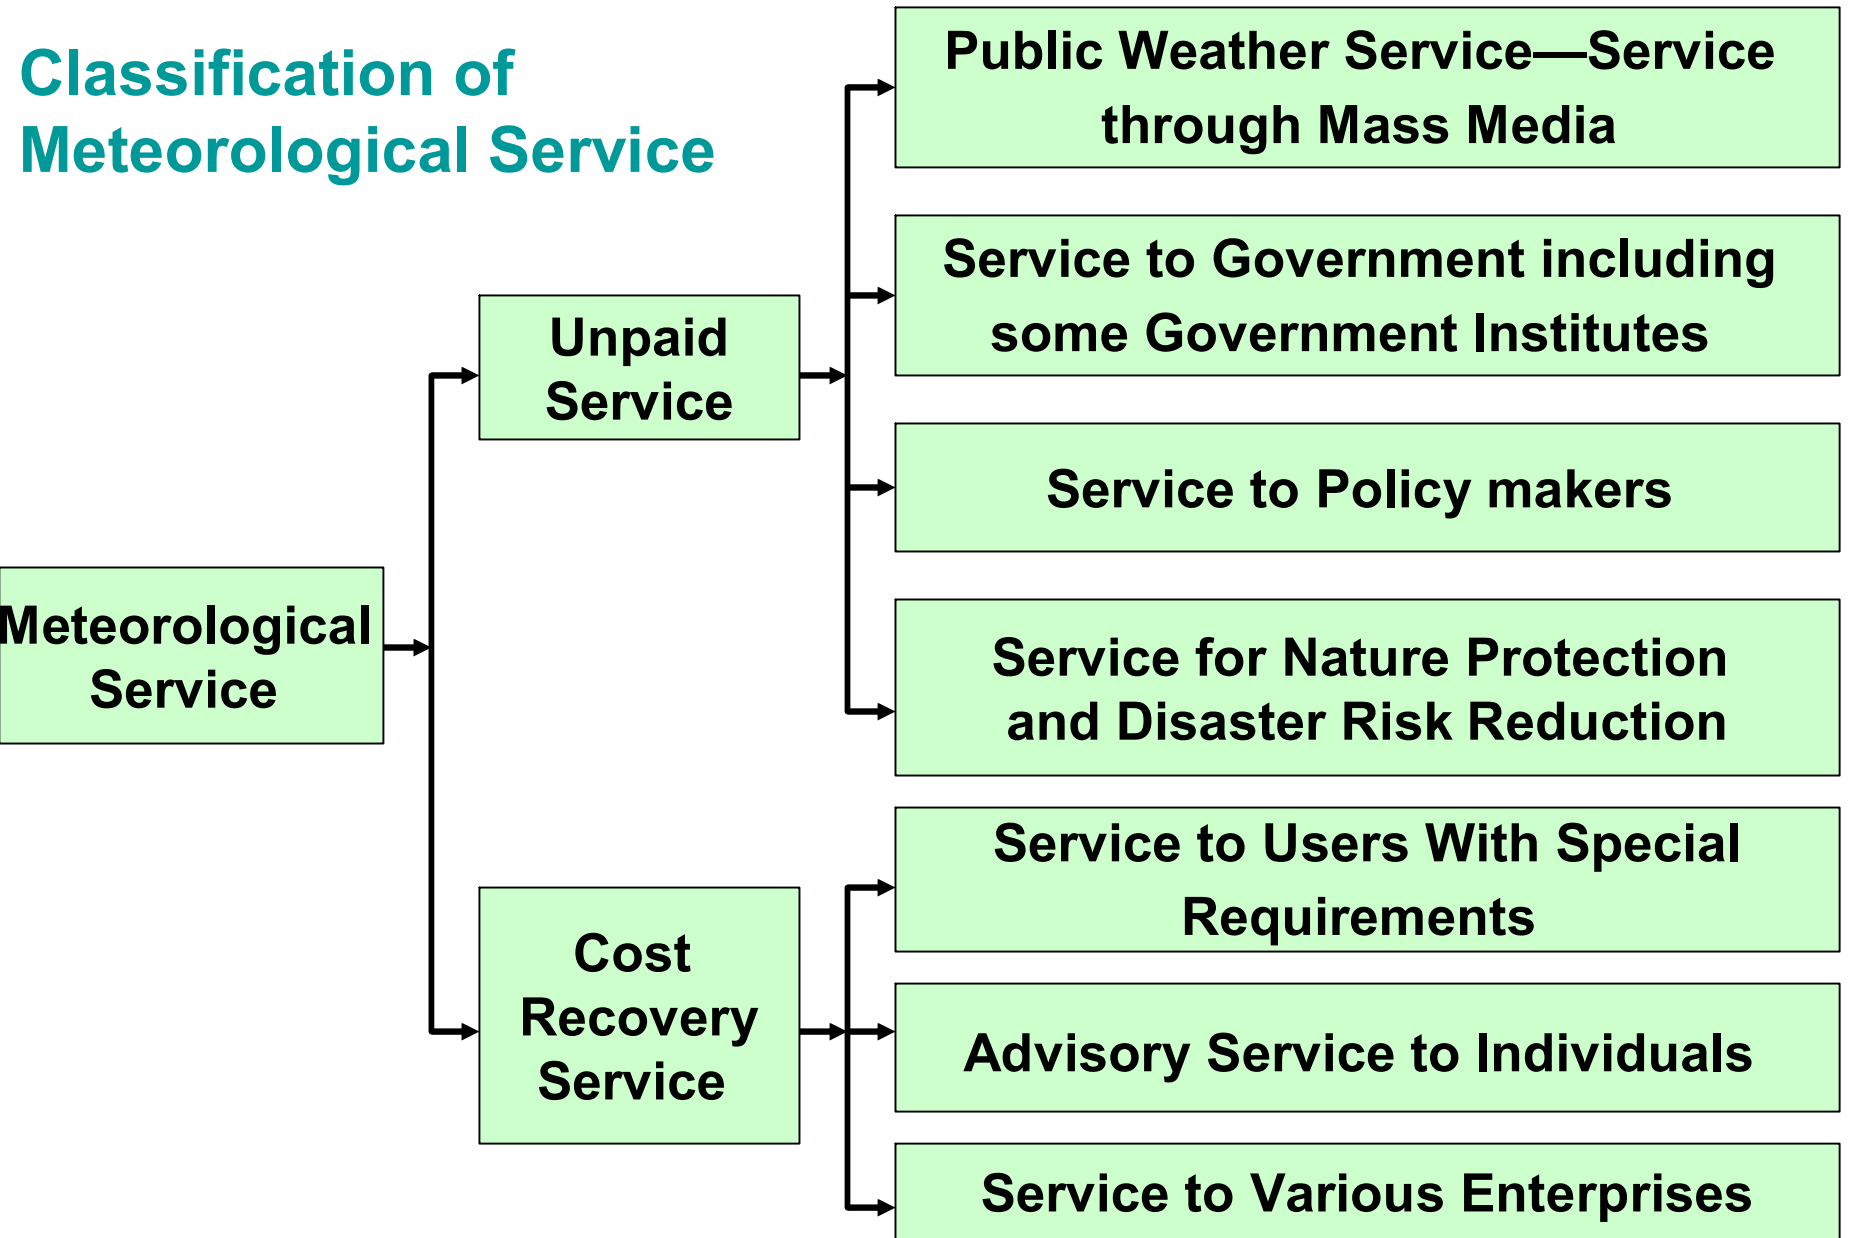 Classification of
Meteorological Service
Public Weather Service—Service
through Mass Media
Service to Government including
some Government Institutes
Unpaid
Service
Service to Policy makers
Meteorological
Service
Service for Nature Protection
and Disaster Risk Reduction
Service to Users With Special
Requirements
Cost
Recovery
Service
Advisory Service to Individuals
Service to Various Enterprises